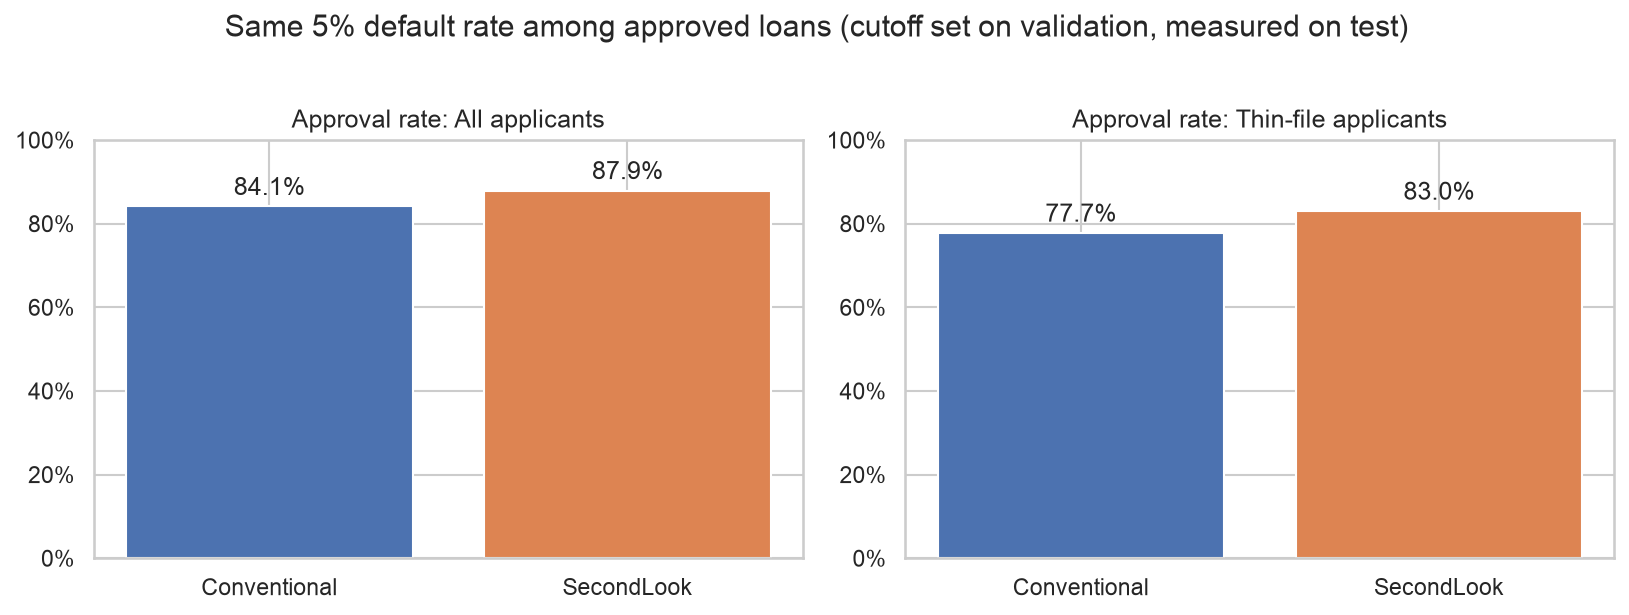 Same 5% default rate among approved loans (cutoff set on validation, measured on test)
Approval rate: All applicants
100%
80%
60%
40%
20%
0%
84.1%
87.9%
Conventional
SecondLook
Approval rate: Thin-file applicants
100%
80%
60%
40%
20%
0%
77.7%
83.0%
Conventional
SecondLook